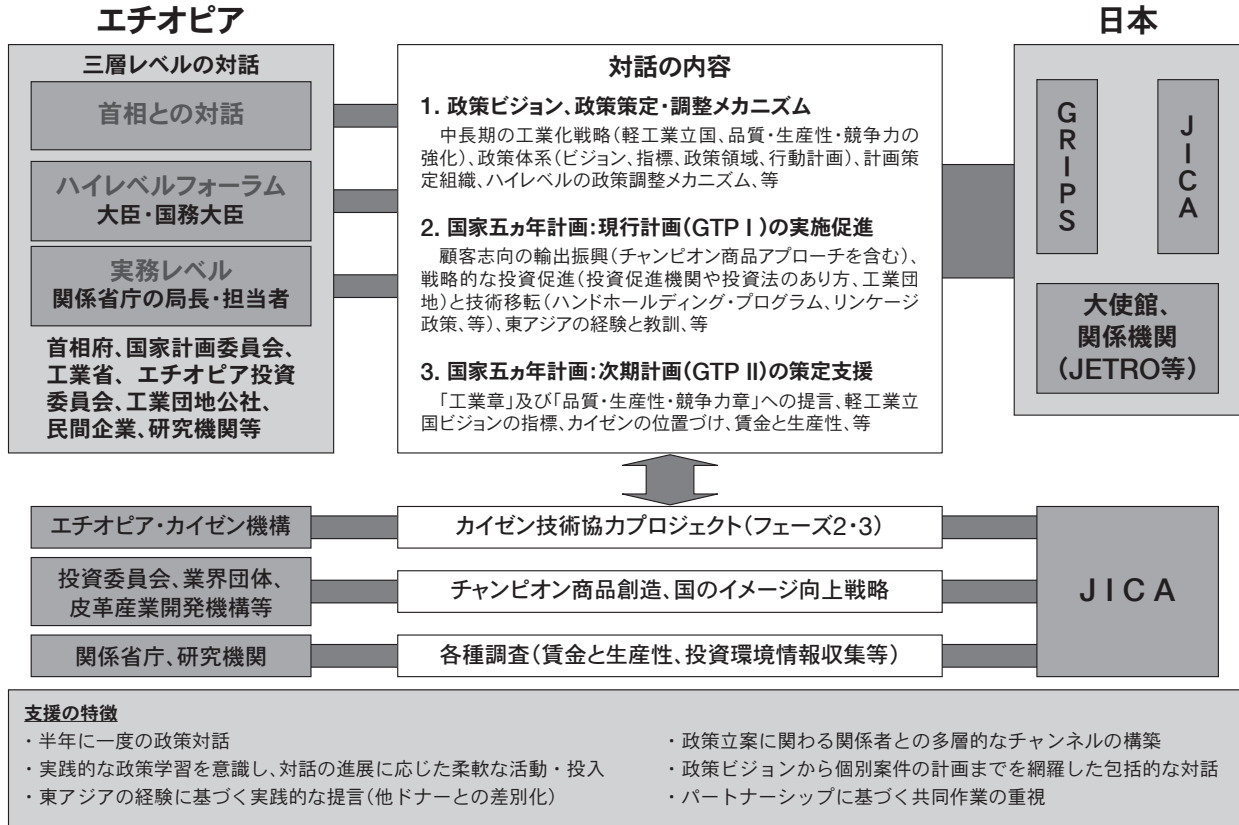 エチオピア
三層レベルの対話
首相との対話
ハイレベルフォーラム
大臣・国務大臣
実務レベル
関係省庁の局長・担当者
首相府、国家計画委員会、
工業省、 エチオピア投資
委員会、工業団地公社、
民間企業、研究機関等
対話の内容
1. 政策ビジョン、政策策定・調整メカニズム
中長期の工業化戦略(軽工業立国、品質・生産性・競争力の
強化)、政策体系(ビジョン、指標、政策領域、行動計画)、計画策
定組織、ハイレベルの政策調整メカニズム、等
2. 国家五ヵ年計画:現行計画(GTP I )の実施促進
顧客志向の輸出振興(チャンピオン商品アプローチを含む)、
戦略的な投資促進(投資促進機関や投資法のあり方、工業団
地)と技術移転(ハンドホールディング・プログラム、リンケージ
政策、等)、東アジアの経験と教訓、等
3. 国家五ヵ年計画:次期計画(GTP II)の策定支援
「工業章」及び「品質・生産性・競争力章」への提言、軽工業立
国ビジョンの指標、カイゼンの位置づけ、賃金と生産性、等
日本
GRIPS
JICA
大使館、
関係機関
(JETRO等)
エチオピア・カイゼン機構
カイゼン技術協力プロジェクト(フェーズ2・3)
投資委員会、業界団体、
皮革産業開発機構等
チャンピオン商品創造、国のイメージ向上戦略
関係省庁、研究機関
各種調査(賃金と生産性、投資環境情報収集等)
JICA
支援の特徴
・半年に一度の政策対話
・実践的な政策学習を意識し、対話の進展に応じた柔軟な活動・投入
・東アジアの経験に基づく実践的な提言(他ドナーとの差別化)
・政策立案に関わる関係者との多層的なチャンネルの構築
・政策ビジョンから個別案件の計画までを網羅した包括的な対話
・パートナーシップに基づく共同作業の重視